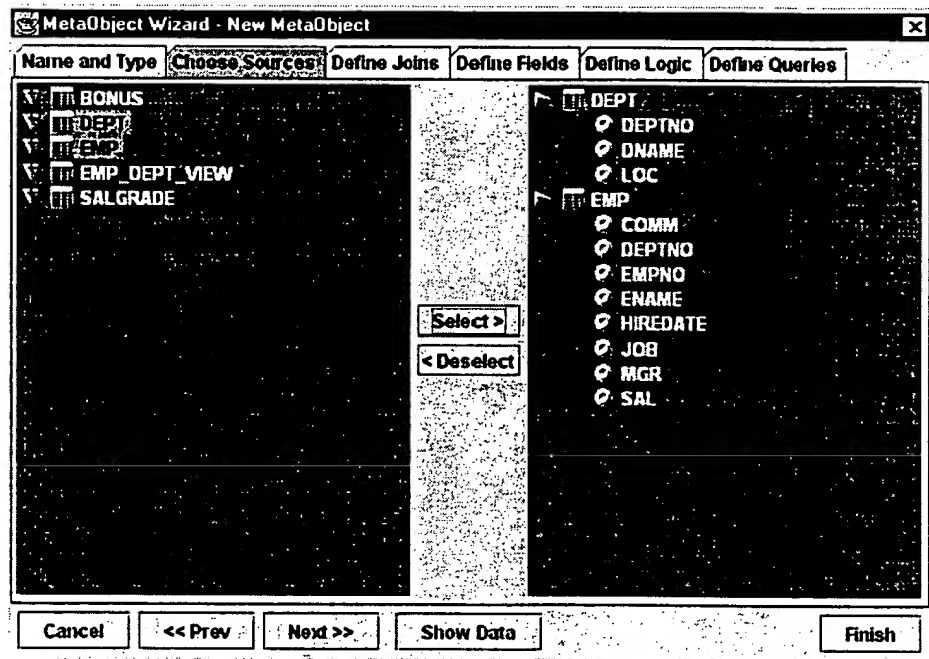 MetaObject Wizard - New MetaObject
Name and Type Choose Sources Define Joins Define Fields Define Logic Define Queries
BONUS
DEPT
EMP
EMP_DEPT_VIEW
SALGRADE
Select >
< Deselect
DEPT
DEPTNO
DNAME
LOC
EMP
COMM
DEPTNO
EMPNO
ENAME
HIREDATE
JOB
MGR
SAL
Cancel << Prev Next >> Show Data Finish